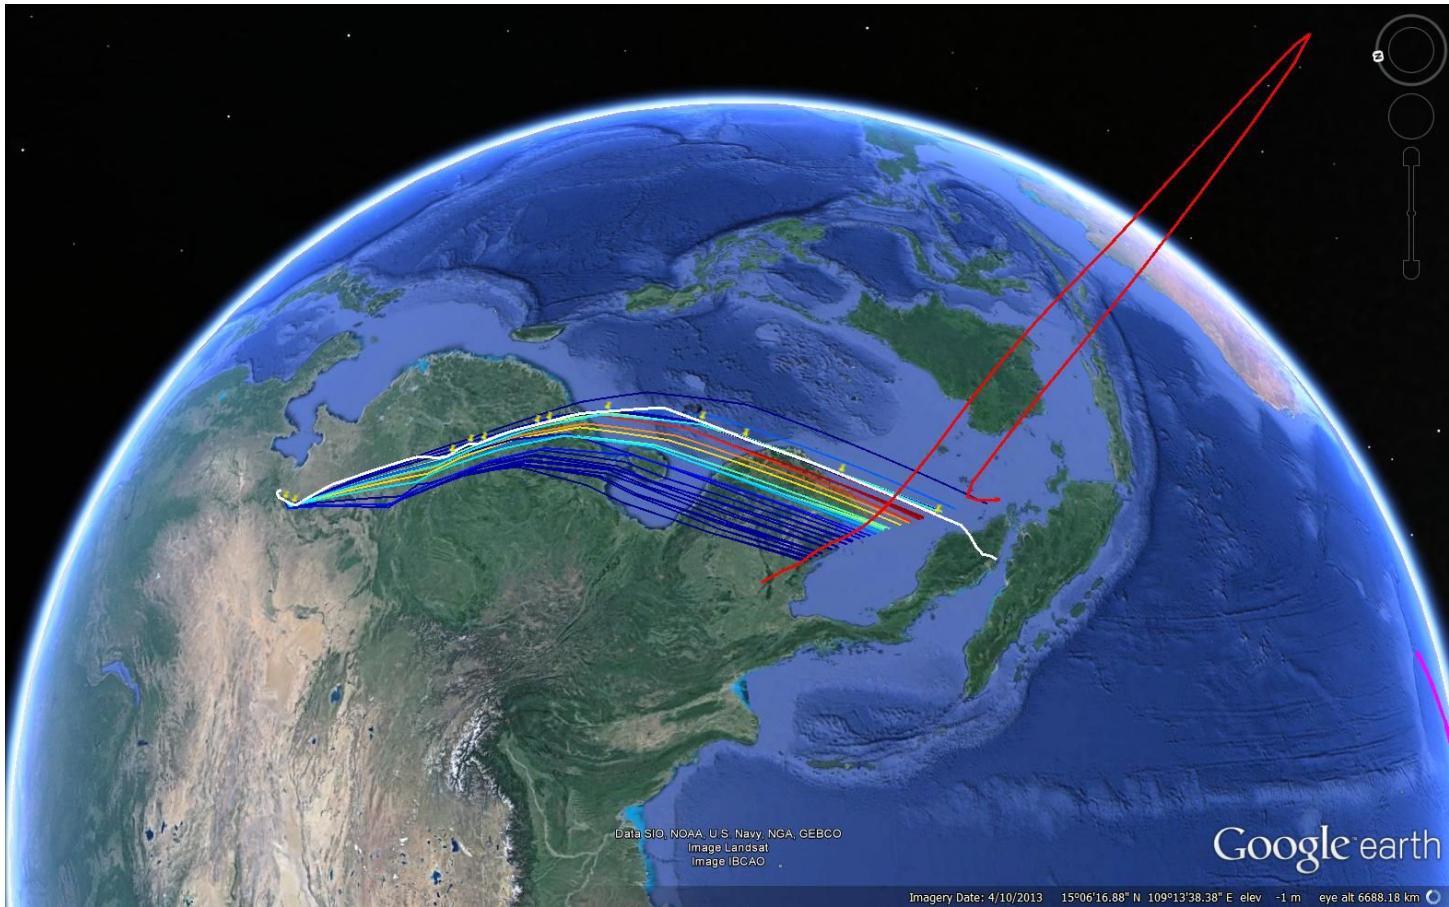 N
Data SIO, NOAA, U.S. Navy, NGA, GEBCO
Image Landsat
Image IBCAO
Google earth
Imagery Date: 4/10/2013 15°06'16.88" N 109°13'38.38" E elev -1 m eye alt 6688.18 km